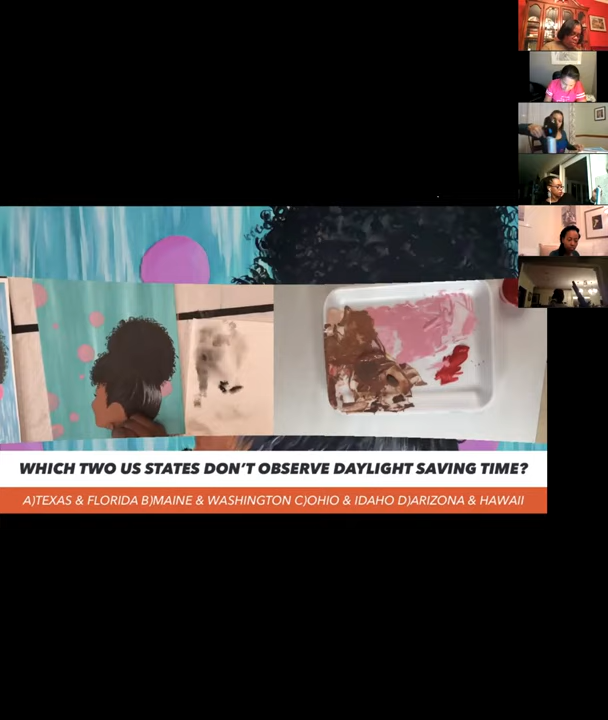 WHICH TWO US STATES DON'T OBSERVE DAYLIGHT SAVING TIME?
A)TEXAS & FLORIDA B)MAINE & WASHINGTON C)OHIO & IDAHO D)ARIZONA & HAWAII